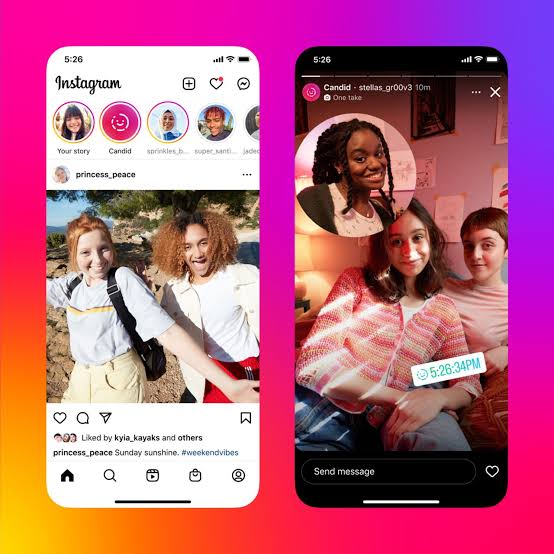 5:26
Instagram
Your story
Candid
sprinkles_b...
super_santi...
jaded
princess_peace
Liked by kyia_kayaks and others
princess_peace Sunday sunshine. #weekendvibes
5:26
Candid · stellas_gr00v3 10m
One take
5:26:34PM
Send message